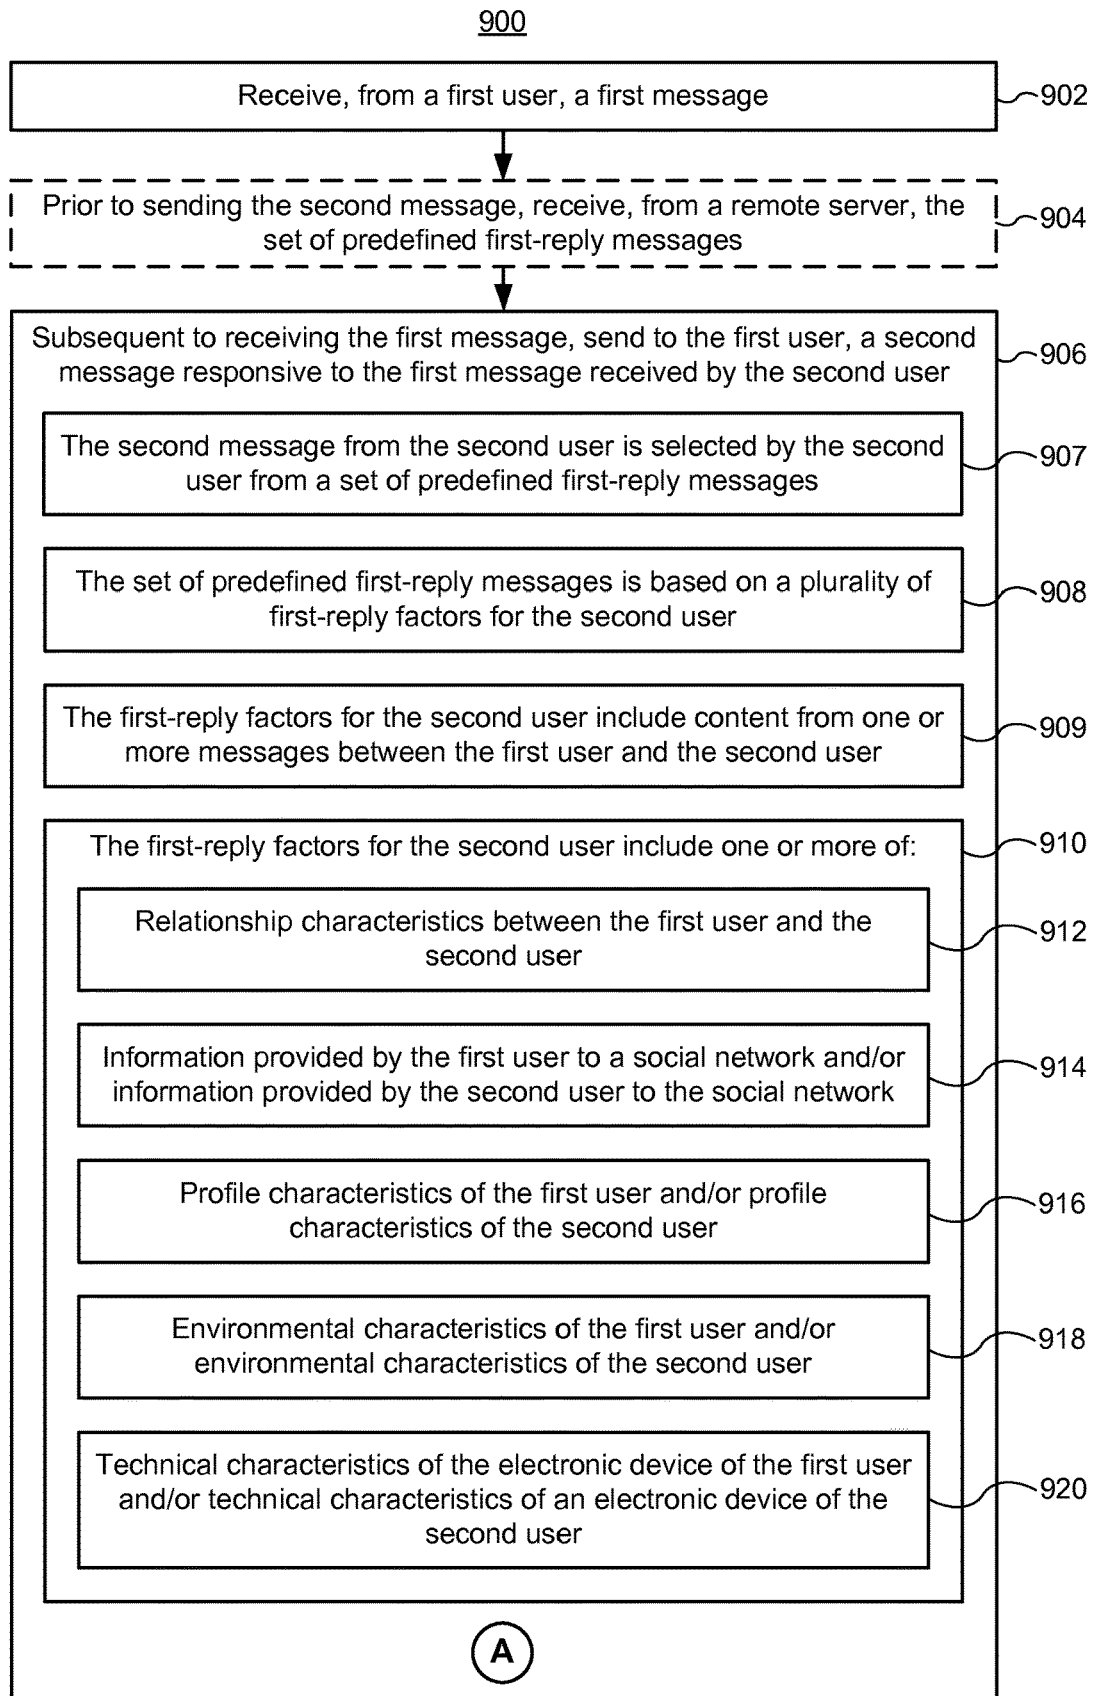 900
Receive, from a first user, a first message
902
Prior to sending the second message, receive, from a remote server, the
set of predefined first-reply messages
904
Subsequent to receiving the first message, send to the first user, a second
message responsive to the first message received by the second user
906
The second message from the second user is selected by the second
user from a set of predefined first-reply messages
907
The set of predefined first-reply messages is based on a plurality of
first-reply factors for the second user
908
The first-reply factors for the second user include content from one or
more messages between the first user and the second user
909
The first-reply factors for the second user include one or more of:
910
Relationship characteristics between the first user and the
second user
912
Information provided by the first user to a social network and/or
information provided by the second user to the social network
914
Profile characteristics of the first user and/or profile
characteristics of the second user
916
Environmental characteristics of the first user and/or
environmental characteristics of the second user
918
Technical characteristics of the electronic device of the first user
and/or technical characteristics of an electronic device of the
second user
920
A